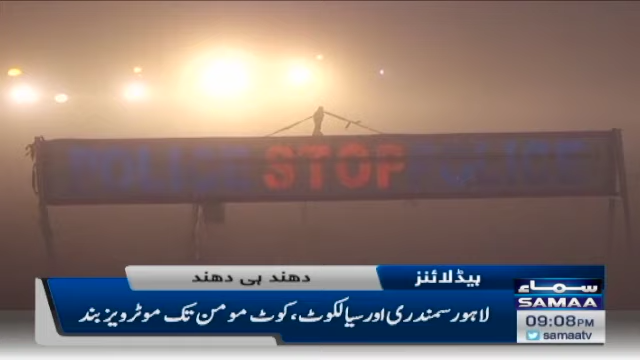 POLICE STOP POLICE
دھند ہی دھند
ہیڈلائنز
لاہور سمندری اور سیالکوٹ، کوٹ مومن تک موٹرویز بند
سماء
SAMAA
09:08PM
samaatv